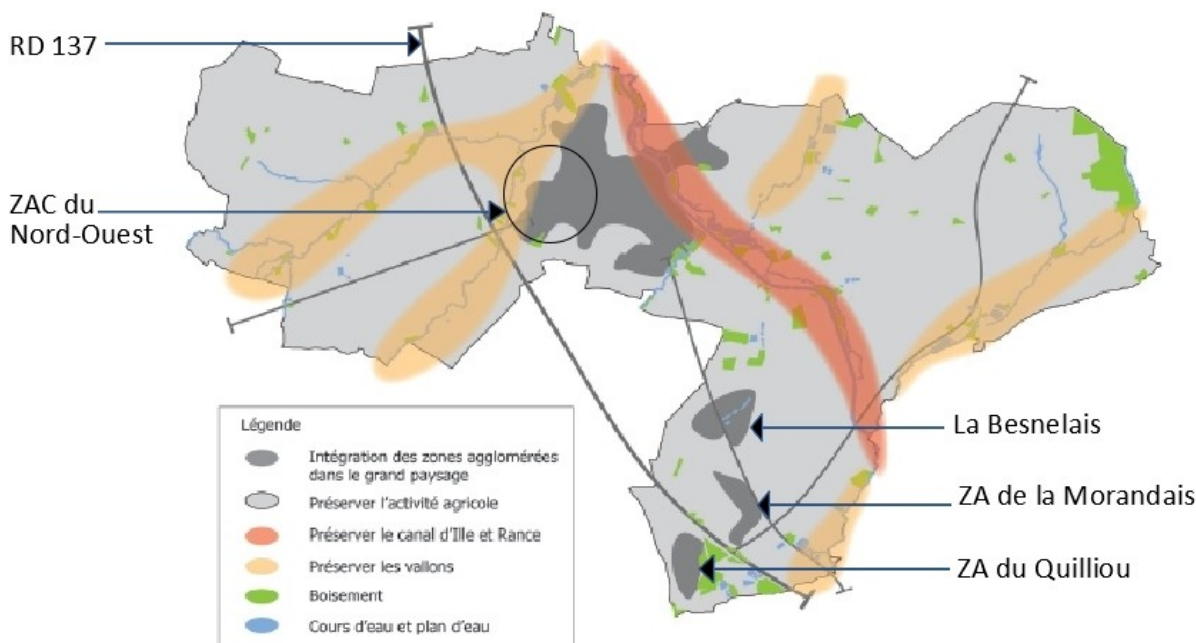 RD 137
ZAC du
Nord-Ouest
La Besnelais
ZA de la Morandais
ZA du Quilliou
Légende
Intégration des zones agglomérées
dans le grand paysage
Préserver l'activité agricole
Préserver le canal d'Ille et Rance
Préserver les vallons
Boisement
Cours d'eau et plan d'eau